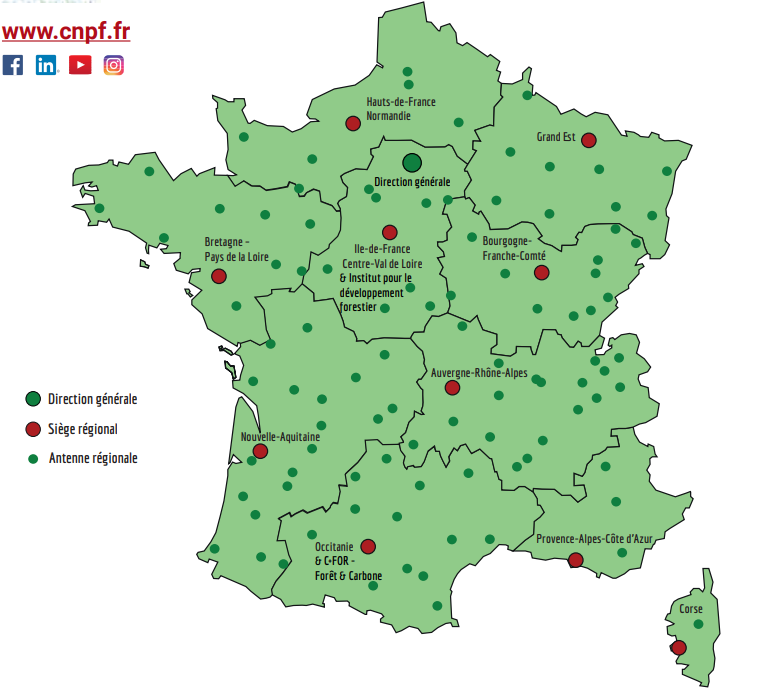 www.cnpf.fr
Hauts-de-France
Normandie
Grand Est
Direction générale
Bretagne -
Pays de la Loire
Bourgogne-
Franche-Comté
Ile-de-France
Centre-Val de Loire
& Institut pour le
développement
forestier
Auvergne-Rhône-Alpes
Direction générale
Siège régional
Antenne régionale
Nouvelle-Aquitaine
Occitanie
& C+FOR -
Forêt & Carbone
Provence-Alpes-Côte d'Azur
Corse